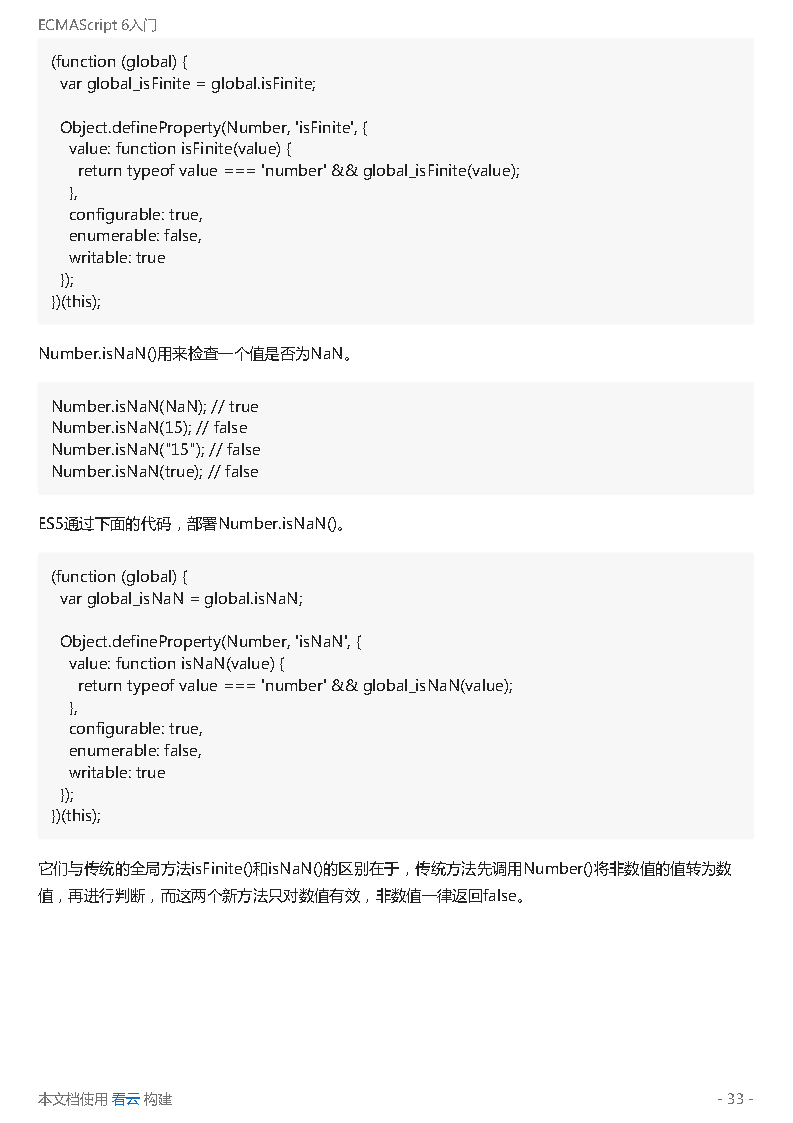 ECMAScript 6入门
(function (global) {
  var global_isFinite = global.isFinite;

  Object.defineProperty(Number, 'isFinite', {
    value: function isFinite(value) {
      return typeof value === 'number' && global_isFinite(value);
    },
    configurable: true,
    enumerable: false,
    writable: true
  });
})(this);
Number.isNaN()用来检查一个值是否为NaN。
Number.isNaN(NaN); // true
Number.isNaN(15); // false
Number.isNaN("15"); // false
Number.isNaN(true); // false
ES5通过下面的代码，部署Number.isNaN()。
(function (global) {
  var global_isNaN = global.isNaN;

  Object.defineProperty(Number, 'isNaN', {
    value: function isNaN(value) {
      return typeof value === 'number' && global_isNaN(value);
    },
    configurable: true,
    enumerable: false,
    writable: true
  });
})(this);
它们与传统的全局方法isFinite()和isNaN()的区别在于，传统方法先调用Number()将非数值的值转为数
值，再进行判断，而这两个新方法只对数值有效，非数值一律返回false。
本文档使用 看云 构建 - 33 -